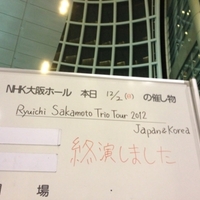 NHK大阪ホール 本日 12/2 (日) の催し物
Ryuichi Sakamoto Trio Tour 2012
Japan & Korea
終演しました
開 場